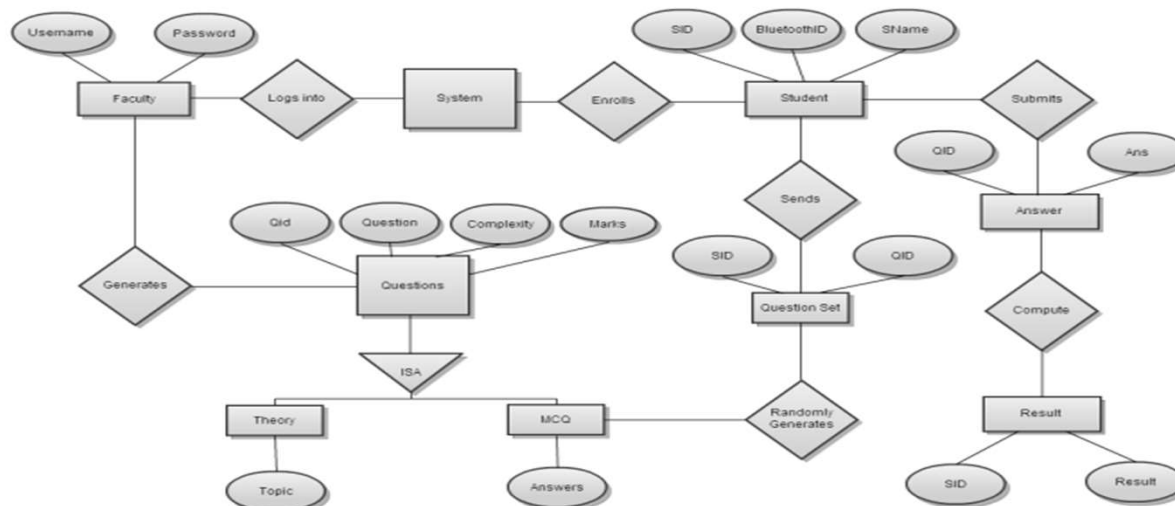 Username
Password
SID
BluetoothID
SName
Faculty
Logs into
System
Enrolls
Student
Submits
QID
Ans
Sends
Answer
Qid
Question
Complexity
Marks
SID
QID
Generates
Questions
Question Set
Compute
ISA
Theory
MCQ
Randomly
Generates
Result
Topic
Answers
SID
Result